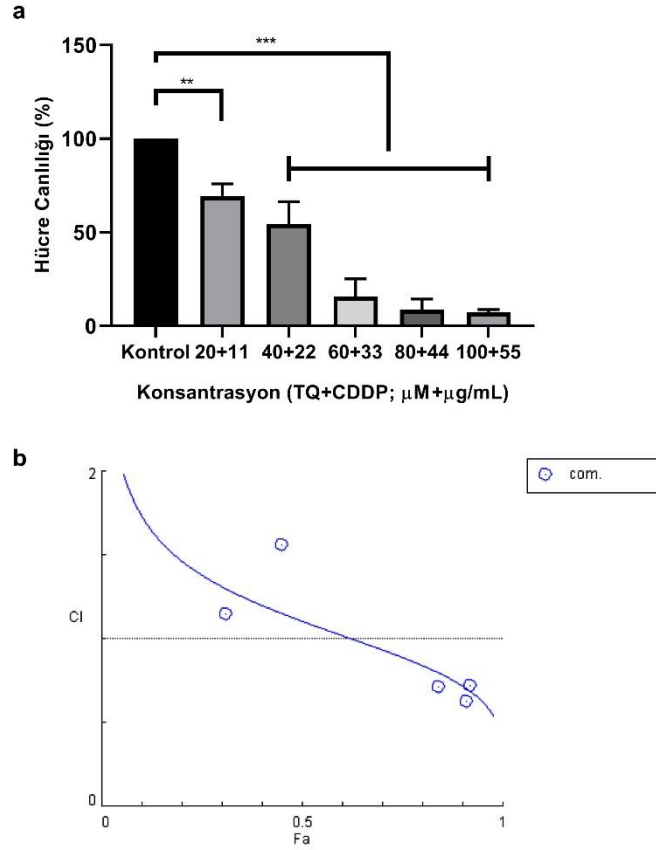 a
150
***
**
100
50
0
Hücre Canlılığı (%)
Kontrol 20+11 40+22 60+33 80+44 100+55
Konsantrasyon (TQ+CDDP; μM+μg/mL)
b
2
com.
CI
0
0 0.5 1
Fa